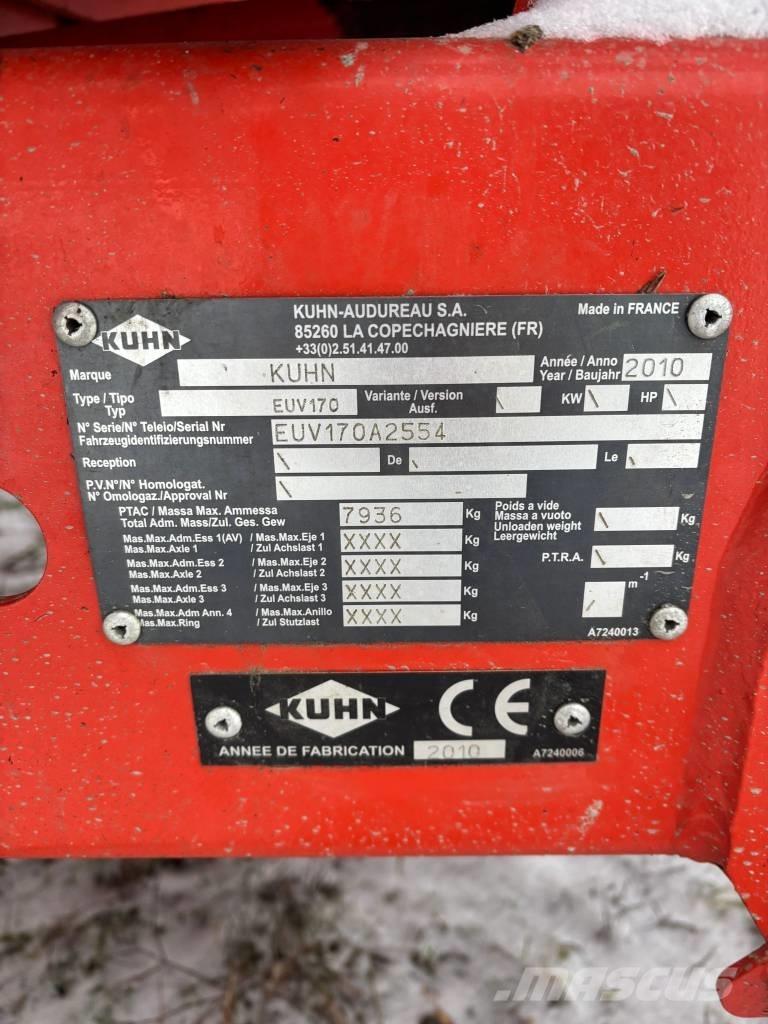 KUHN
KUHN-AUDUREAU S.A.
85260 LA COPECHAGNIERE (FR)
+33(0)2.51.41.47.00
Made in FRANCE
Marque KUHN
Année / Anno
Year / Baujahr 2010
Type / Tipo
Typ EUV170
Variante / Version
Ausf. \ KW \ HP \
N° Serie/N° Teleio/Serial Nr
Fahrzeugidentifizierungsnummer EUV170A2554
Reception \ De \ Le \
P.V.N°/N° Homologat.
N° Omologaz./Approval Nr \
PTAC / Massa Max. Ammessa
Total Adm. Mass/Zul. Ges. Gew 7936 Kg
Poids a vide
Massa a vuoto
Unloaden weight
Leergewicht \ Kg
Mas.Max.Adm.Ess 1(AV) / Mas.Max.Eje 1
Mas.Max.Axle 1 / Zul Achslast 1 XXXX Kg
Mas.Max.Adm.Ess 2 / Mas.Max.Eje 2
Mas.Max.Axle 2 / Zul Achslast 2 XXXX Kg
P.T.R.A. \ Kg
Mas.Max.Adm.Ess 3 / Mas.Max.Eje 3
Mas.Max.Axle 3 / Zul Achslast 3 XXXX Kg
Mas.Max.Adm Ann. 4 / Mas.Max.Anillo
Mas.Max.Ring / Zul Stutzlast XXXX Kg
/ m-1
A7240013
KUHN CE
ANNEE DE FABRICATION 2010 A7240006
MASCUS